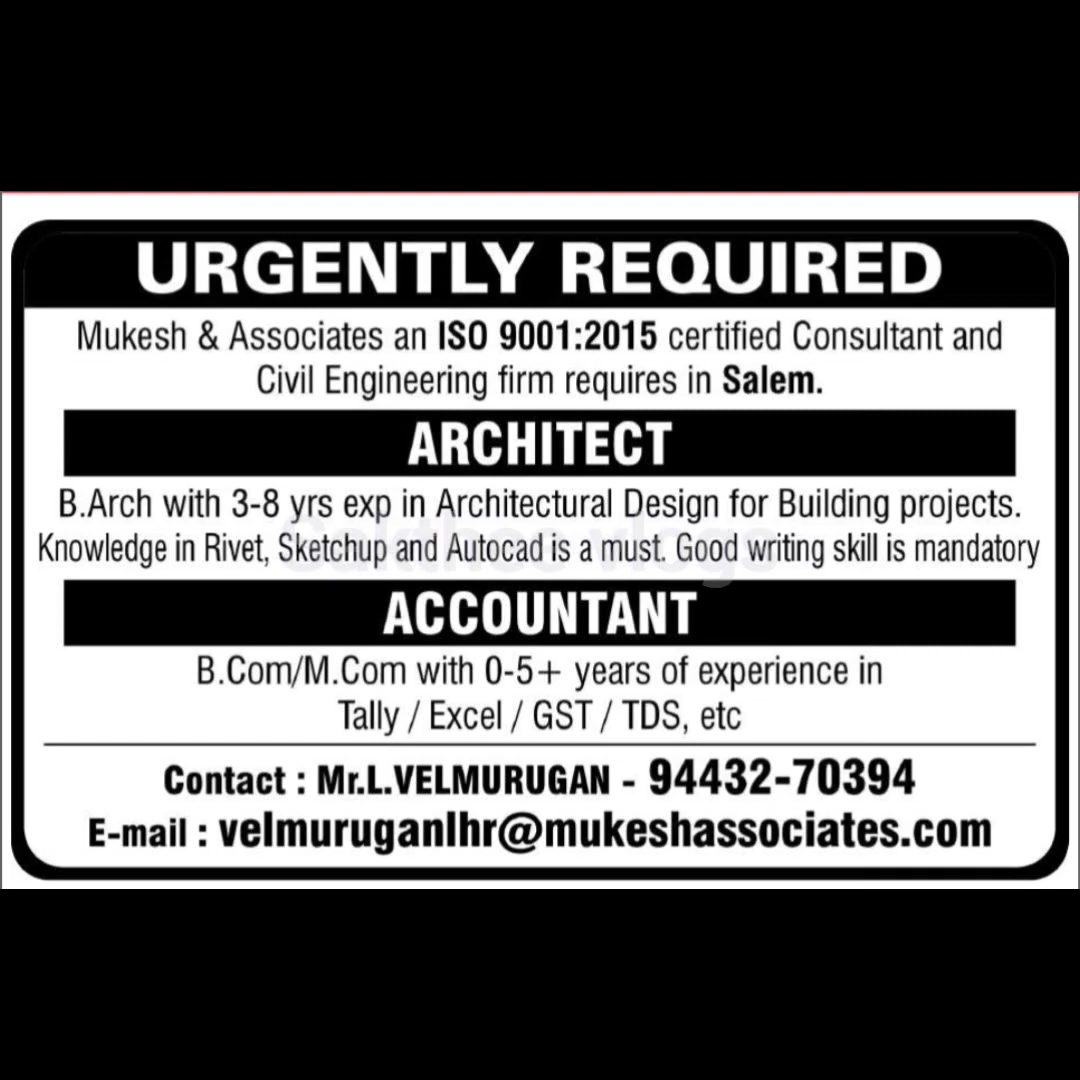 URGENTLY REQUIRED
Mukesh & Associates an ISO 9001:2015 certified Consultant and
Civil Engineering firm requires in Salem.
ARCHITECT
B.Arch with 3-8 yrs exp in Architectural Design for Building projects.
Knowledge in Rivet, Sketchup and Autocad is a must. Good writing skill is mandatory
Sakthee vlogs
ACCOUNTANT
B.Com/M.Com with 0-5+ years of experience in
Tally / Excel / GST / TDS, etc
Contact : Mr.L.VELMURUGAN - 94432-70394
E-mail : velmuruganlhr@mukeshassociates.com